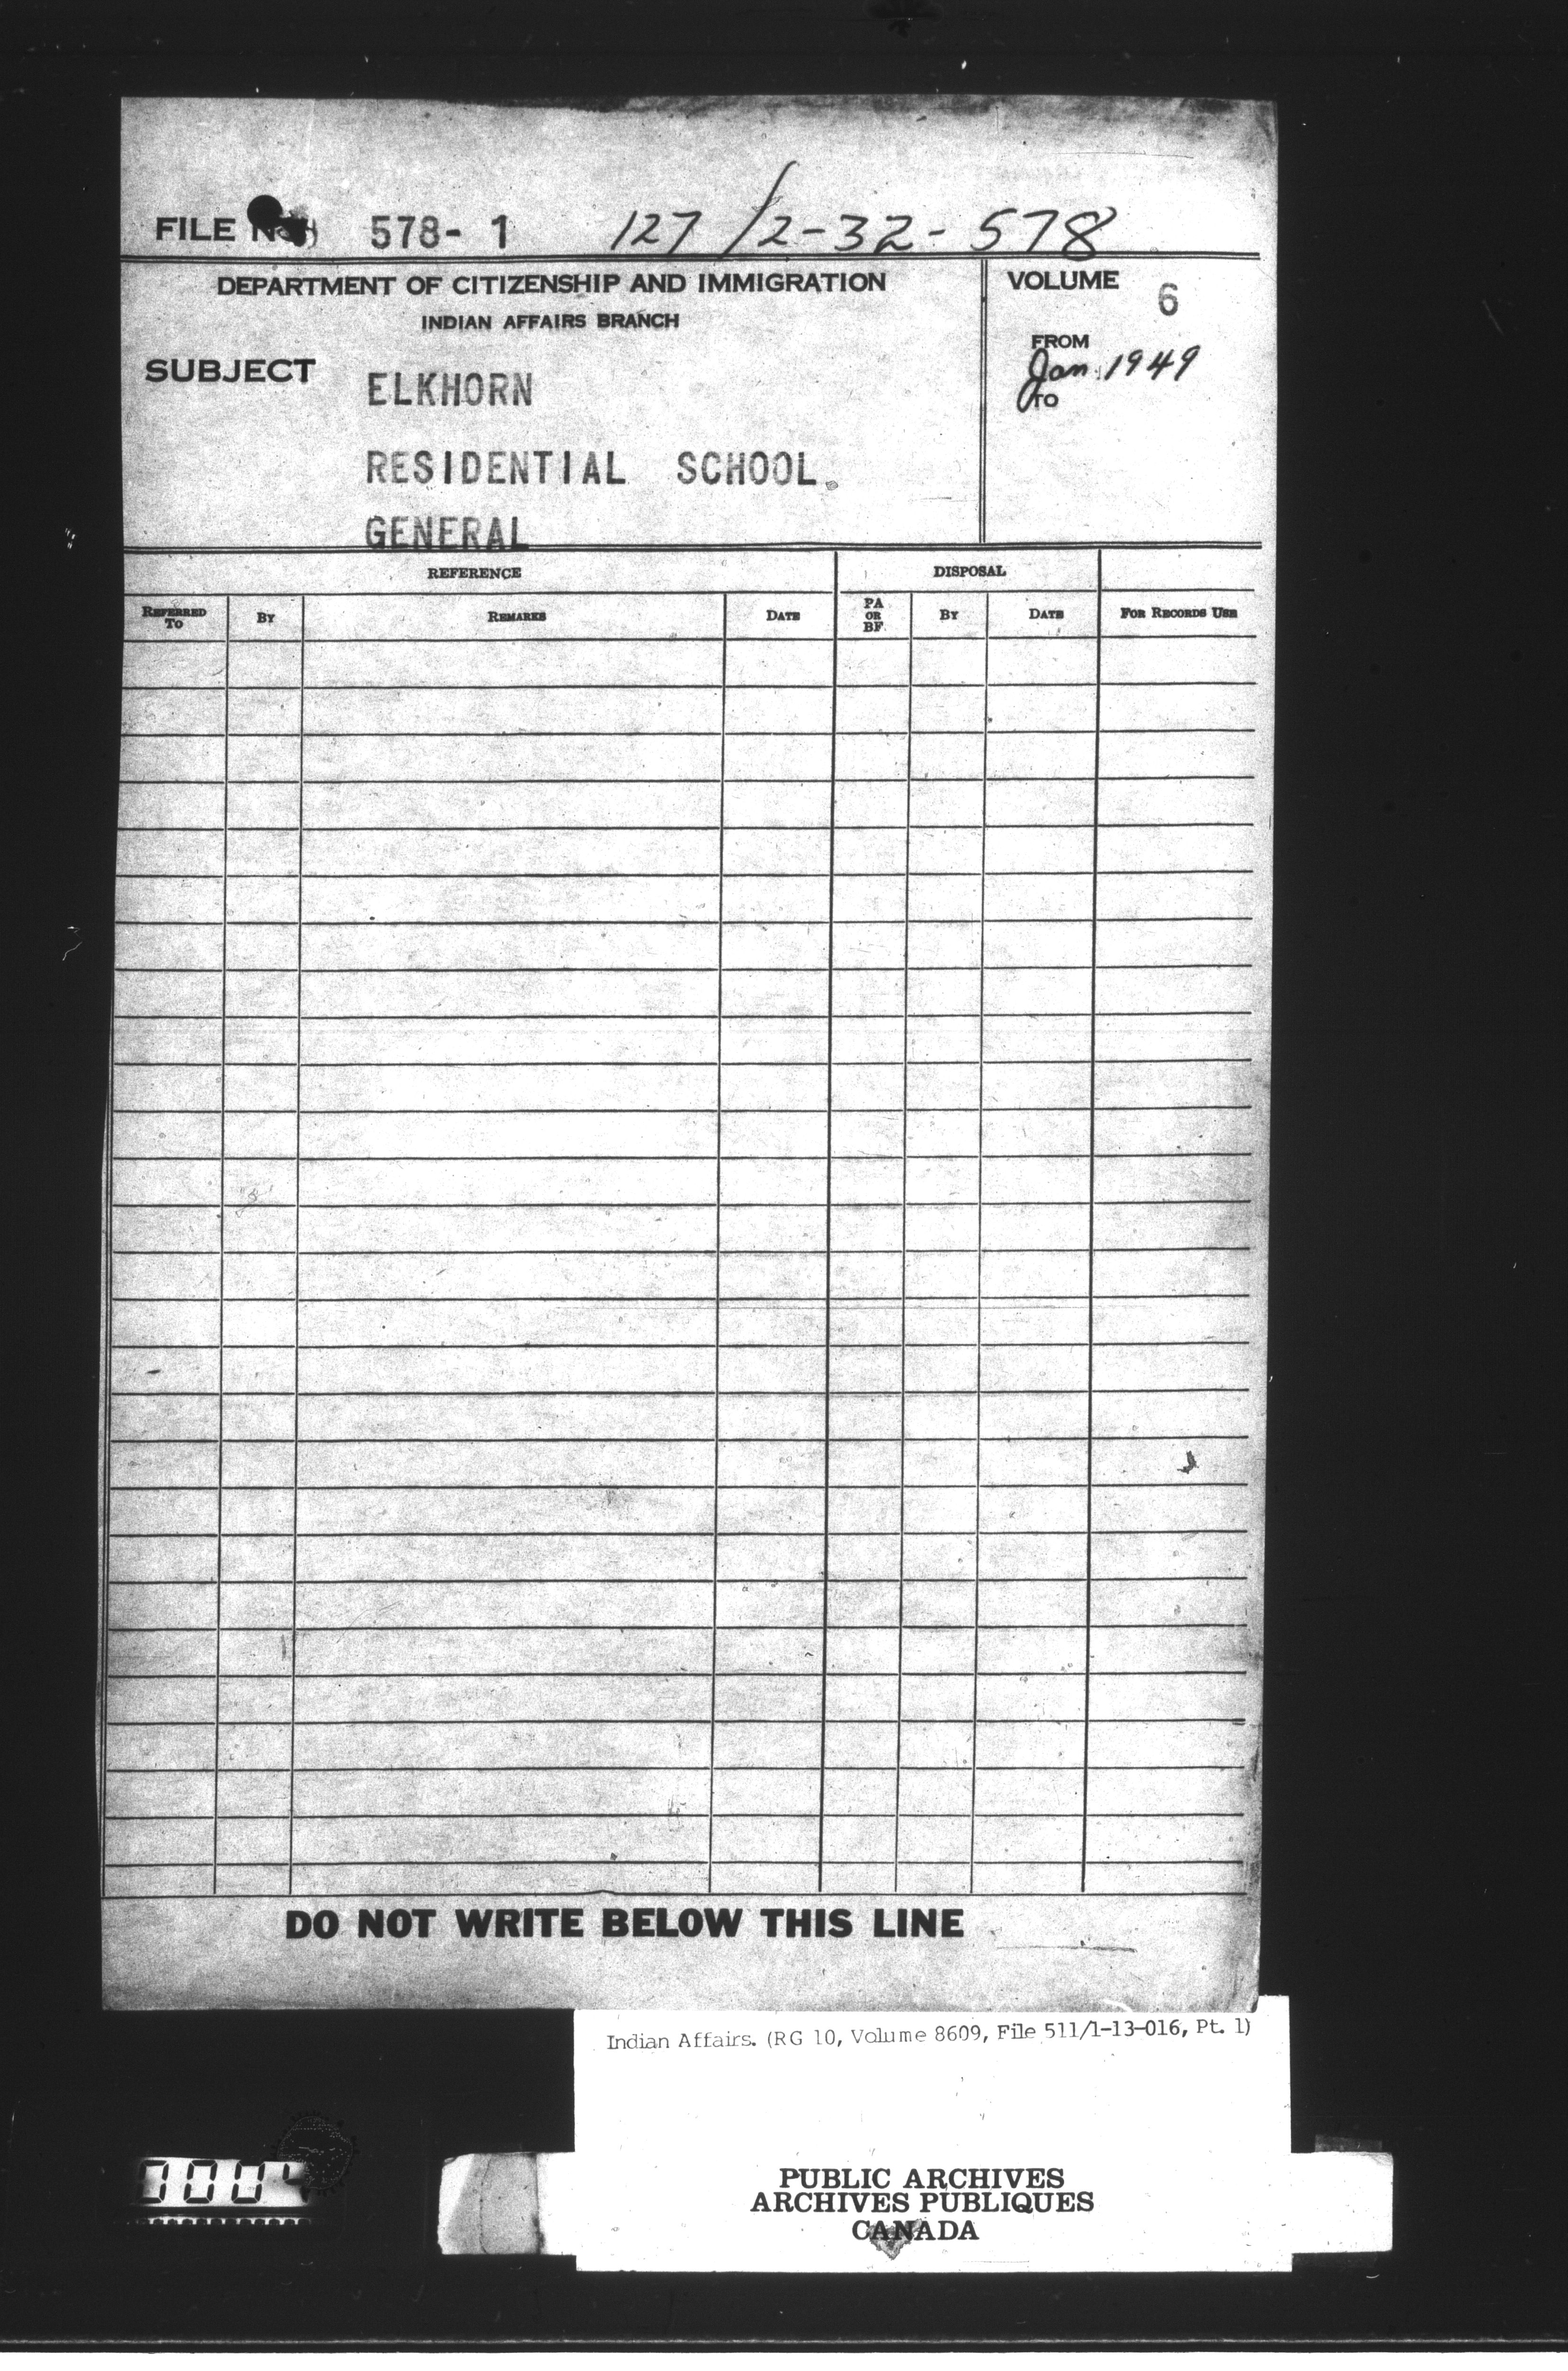 FILE 578- 1 127/2-32-578
DEPARTMENT OF CITIZENSHIP AND IMMIGRATION
INDIAN AFFAIRS BRANCH
VOLUME 6
FROM
Jan. 1949
TO
SUBJECT
ELKHORN
RESIDENTIAL SCHOOL.
GENERAL
REFERENCE DISPOSAL
REFERRED TO BY REMARKS DATE PA OR BF. BY DATE FOR RECORDS USE
DO NOT WRITE BELOW THIS LINE
Indian Affairs. (RG 10, Volume 8609, File 511/1-13-016, Pt. 1)
PUBLIC ARCHIVES
ARCHIVES PUBLIQUES
CANADA